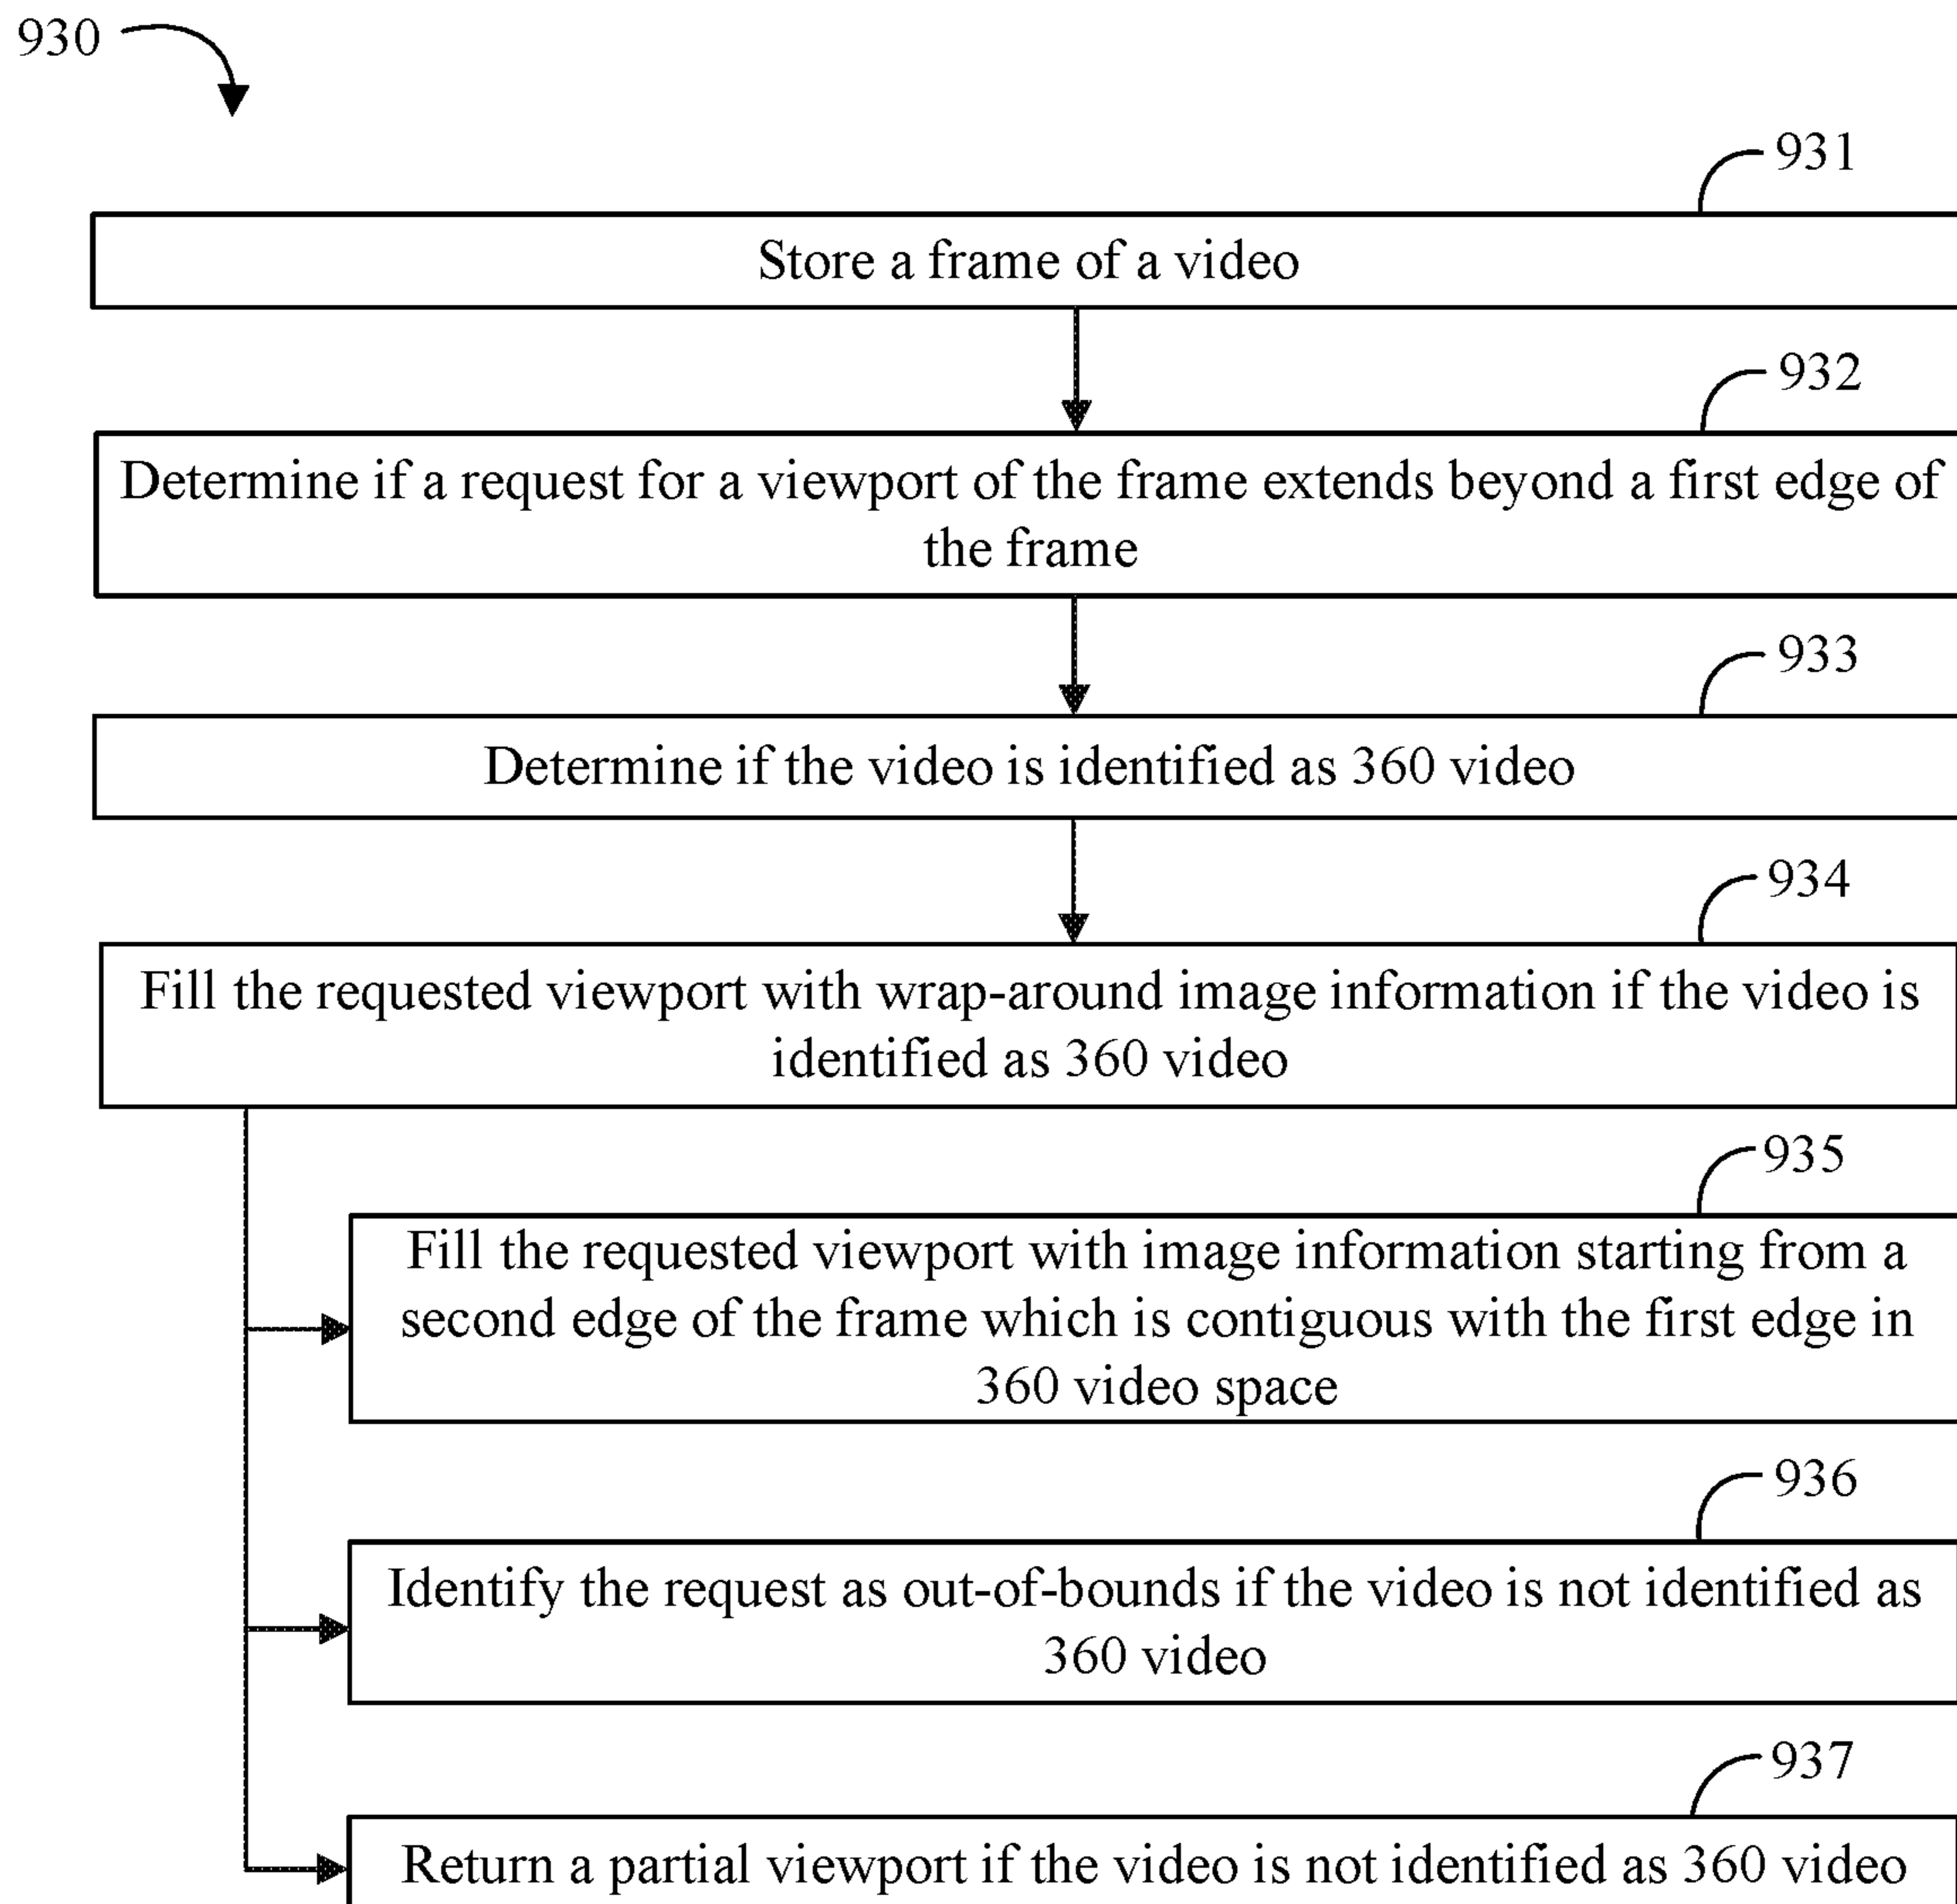 930
931
Store a frame of a video
932
Determine if a request for a viewport of the frame extends beyond a first edge of
the frame
933
Determine if the video is identified as 360 video
934
Fill the requested viewport with wrap-around image information if the video is
identified as 360 video
935
Fill the requested viewport with image information starting from a
second edge of the frame which is contiguous with the first edge in
360 video space
936
Identify the request as out-of-bounds if the video is not identified as
360 video
937
Return a partial viewport if the video is not identified as 360 video